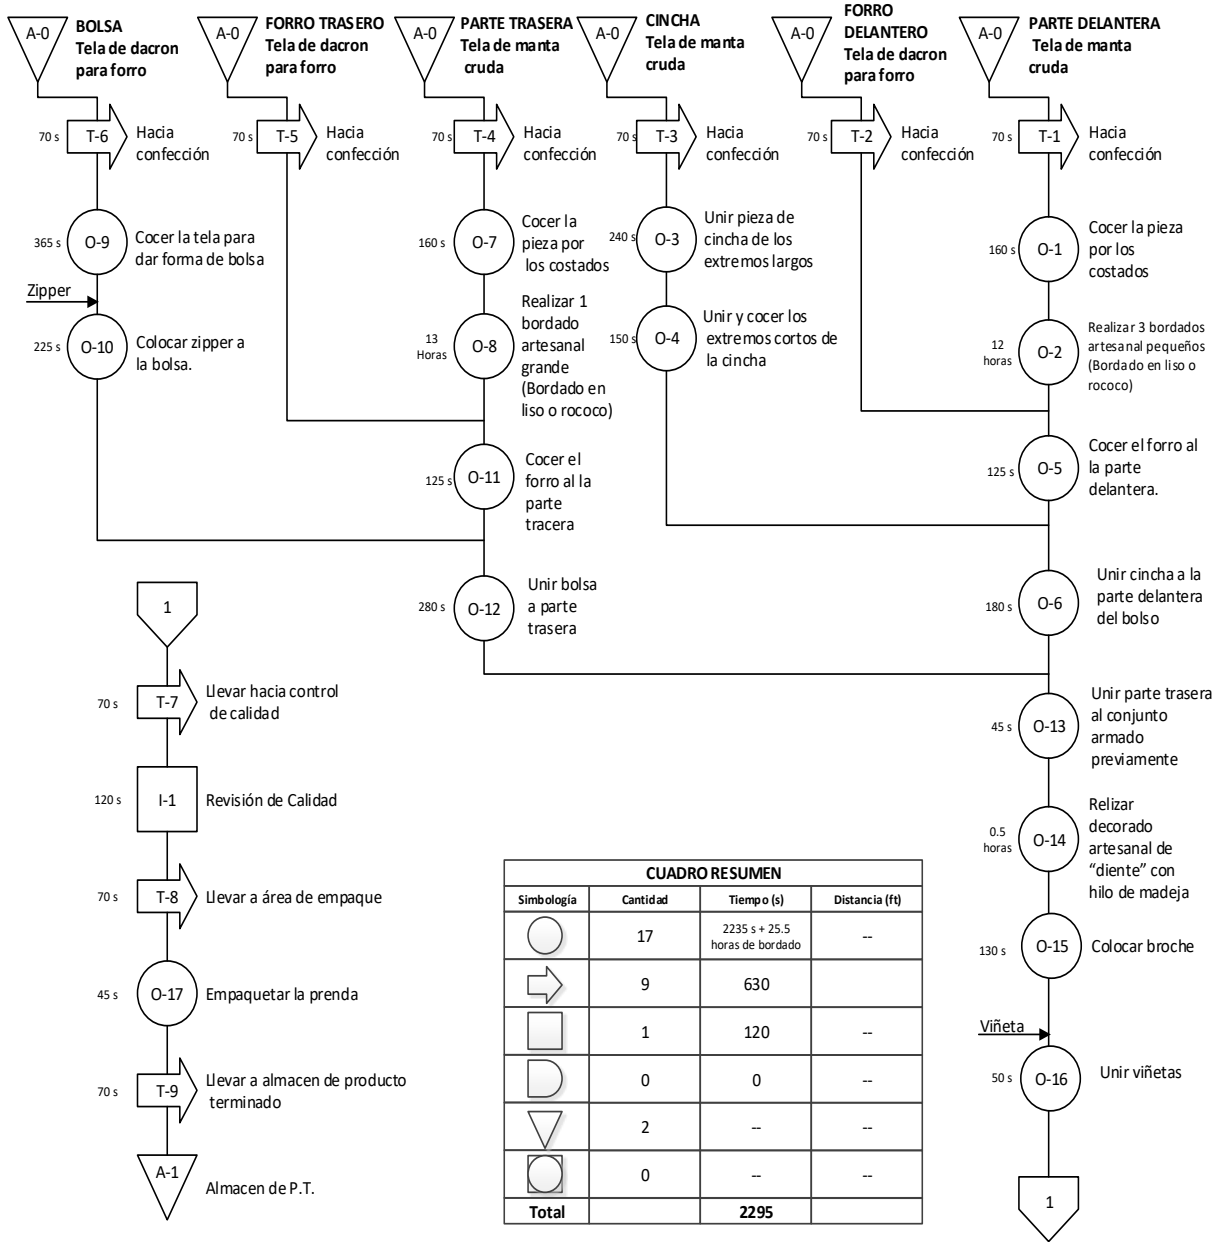 A-0
BOLSA
Tela de dacron
para forro
A-0
FORRO TRASERO
Tela de dacron
para forro
A-0
PARTE TRASERA
Tela de manta
cruda
A-0
CINCHA
Tela de manta
cruda
A-0
FORRO
DELANTERO
Tela de dacron
para forro
A-0
PARTE DELANTERA
Tela de manta
cruda
70 s
T-6
Hacia
confección
70 s
T-5
Hacia
confección
70 s
T-4
Hacia
confección
70 s
T-3
Hacia
confección
70 s
T-2
Hacia
confección
70 s
T-1
Hacia
confección
365 s
O-9
Cocer la tela para
dar forma de bolsa
Zipper
225 s
O-10
Colocar zipper a
la bolsa.
160 s
O-7
Cocer la
pieza por
los costados
13
Horas
O-8
Realizar 1
bordado
artesanal
grande
(Bordado en
liso o rococo)
125 s
O-11
Cocer el
forro al la
parte
tracera
280 s
O-12
Unir bolsa
a parte
trasera
240 s
O-3
Unir pieza de
cincha de los
extremos largos
150 s
O-4
Unir y cocer los
extremos cortos de
la cincha
160 s
O-1
Cocer la pieza
por los
costados
12
horas
O-2
Realizar 3 bordados
artesanal pequeños
(Bordado en liso o
rococo)
125 s
O-5
Cocer el forro al
la parte
delantera.
180 s
O-6
Unir cincha a la
parte delantera
del bolso
45 s
O-13
Unir parte trasera
al conjunto
armado
previamente
0.5
horas
O-14
Relizar
decorado
artesanal de
“diente” con
hilo de madeja
130 s
O-15
Colocar broche
Viñeta
50 s
O-16
Unir viñetas
1
1
70 s
T-7
Llevar hacia control
de calidad
120 s
I-1
Revisión de Calidad
70 s
T-8
Llevar a área de empaque
45 s
O-17
Empaquetar la prenda
70 s
T-9
Llevar a almacen de producto
terminado
A-1
Almacen de P.T.
CUADRO RESUMEN
Simbología Cantidad Tiempo (s) Distancia (ft)
17 2235 s + 25.5
horas de bordado --
9 630
1 120 --
0 0 --
2 -- --
0 -- --
Total 2295